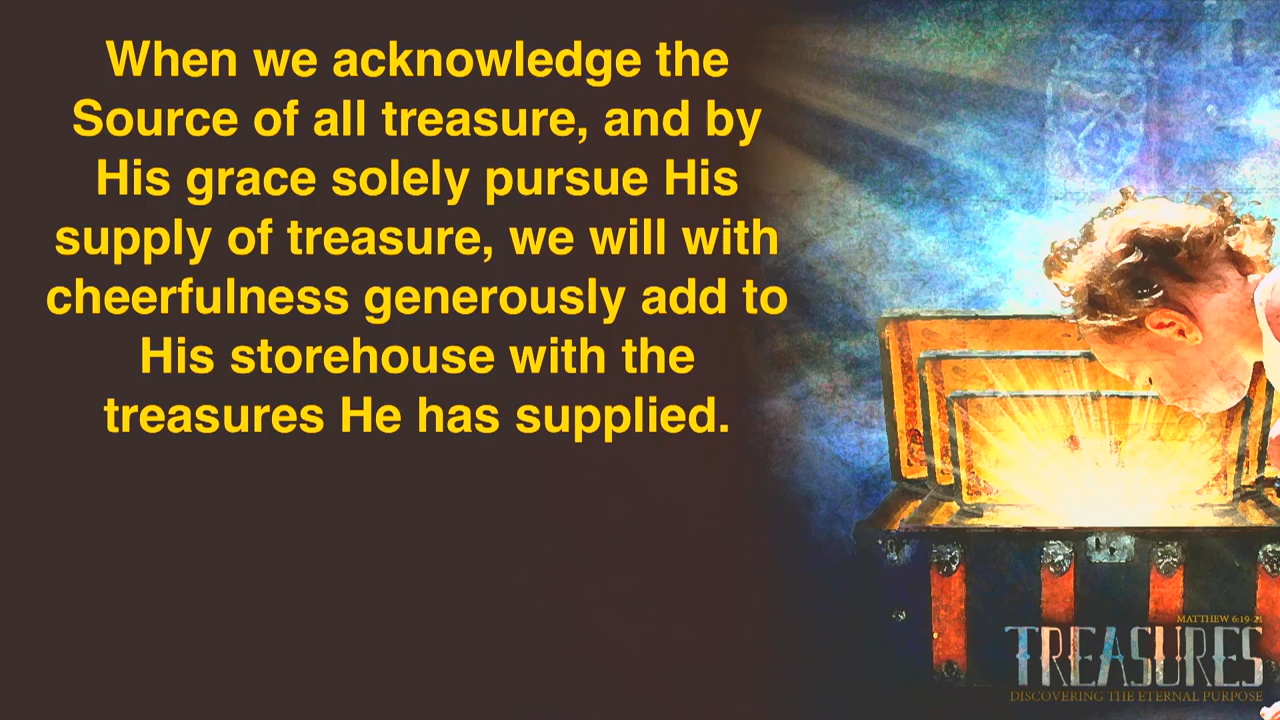 When we acknowledge the
Source of all treasure, and by
His grace solely pursue His
supply of treasure, we will with
cheerfulness generously add to
His storehouse with the
treasures He has supplied.
MATTHEW 6:19-21
TREASURES
DISCOVERING THE ETERNAL PURPOSE